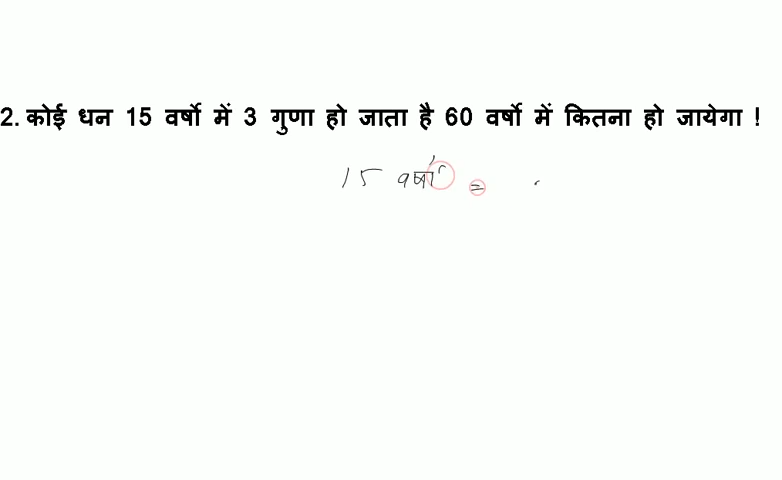 2. कोई धन 15 वर्षो में 3 गुणा हो जाता है 60 वर्षो में कितना हो जायेगा !
15 वर्षो =